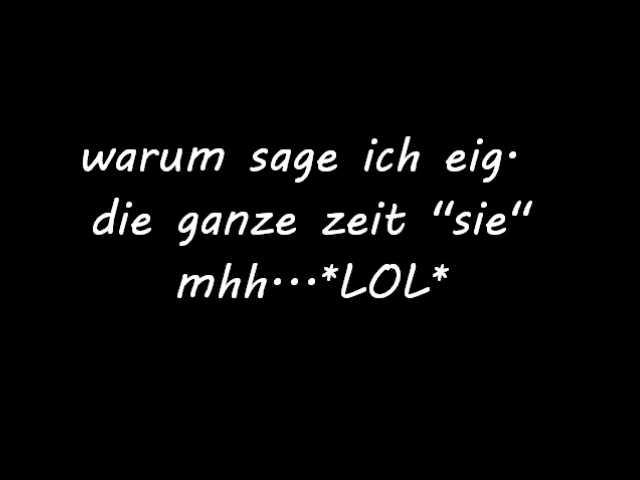 warum sage ich eig.
die ganze zeit "sie"
mhh...*LOL*